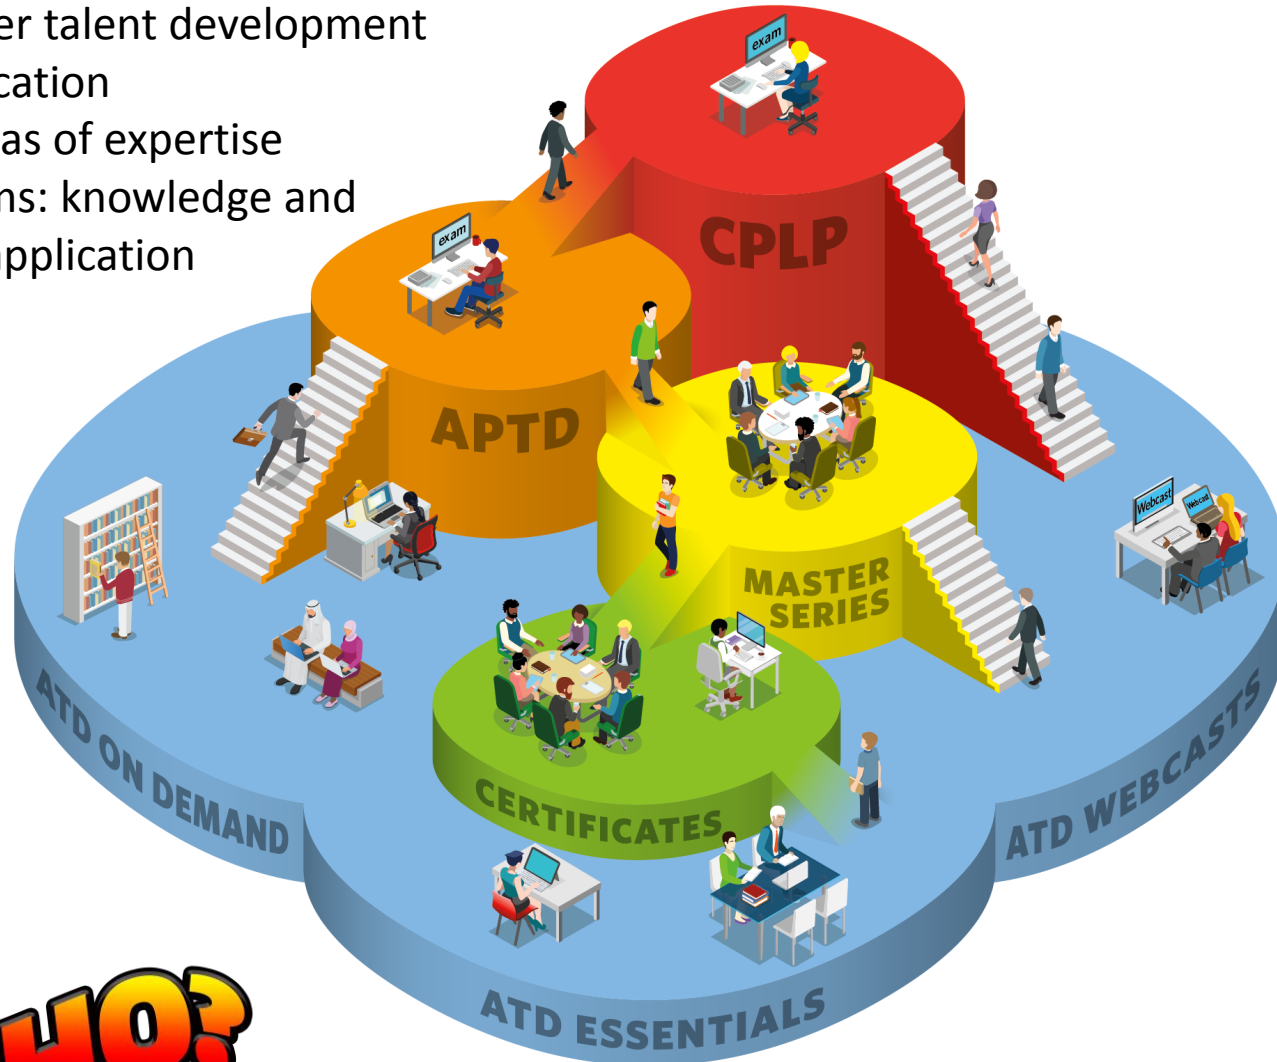 er talent development
cation
as of expertise
ns: knowledge and
application
exam
CPLP
exam
APTD
Webcast
Webcast
MASTER
SERIES
CERTIFICATES
ATD ON DEMAND
ATD WEBCASTS
ATD ESSENTIALS
HO?